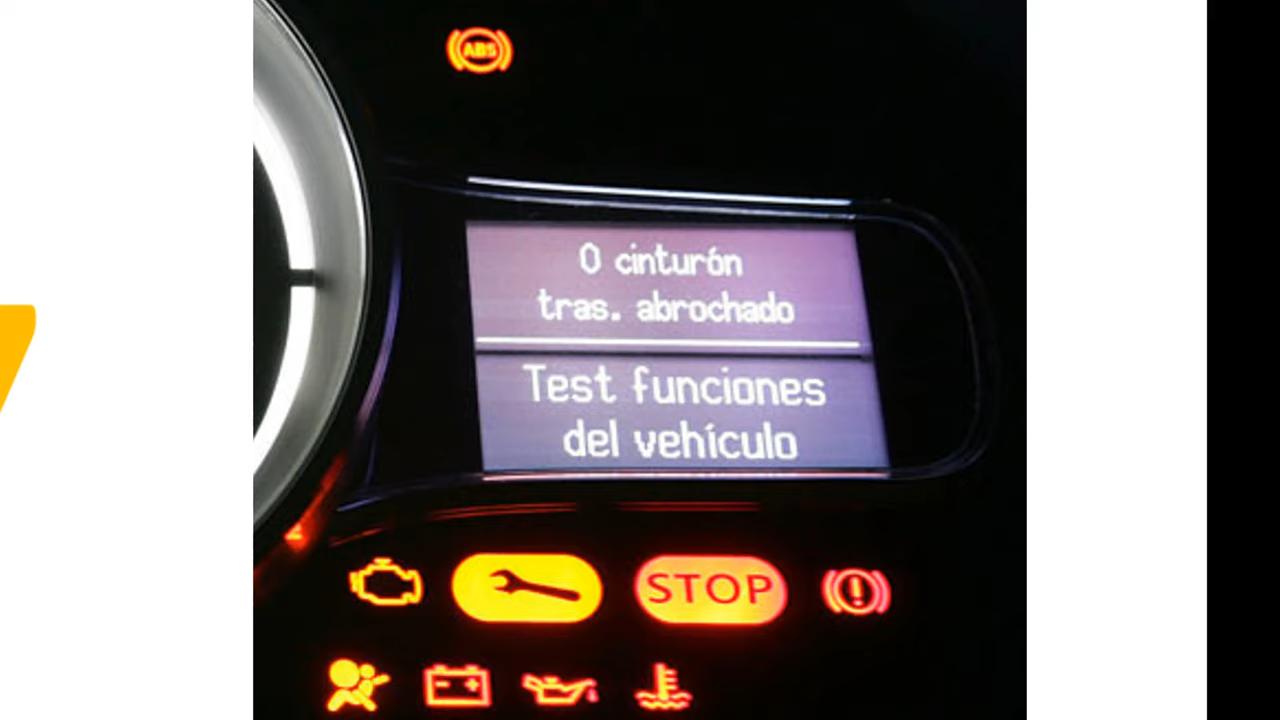 ABS
0 cinturón
tras. abrochado
Test funciones
del vehículo
STOP